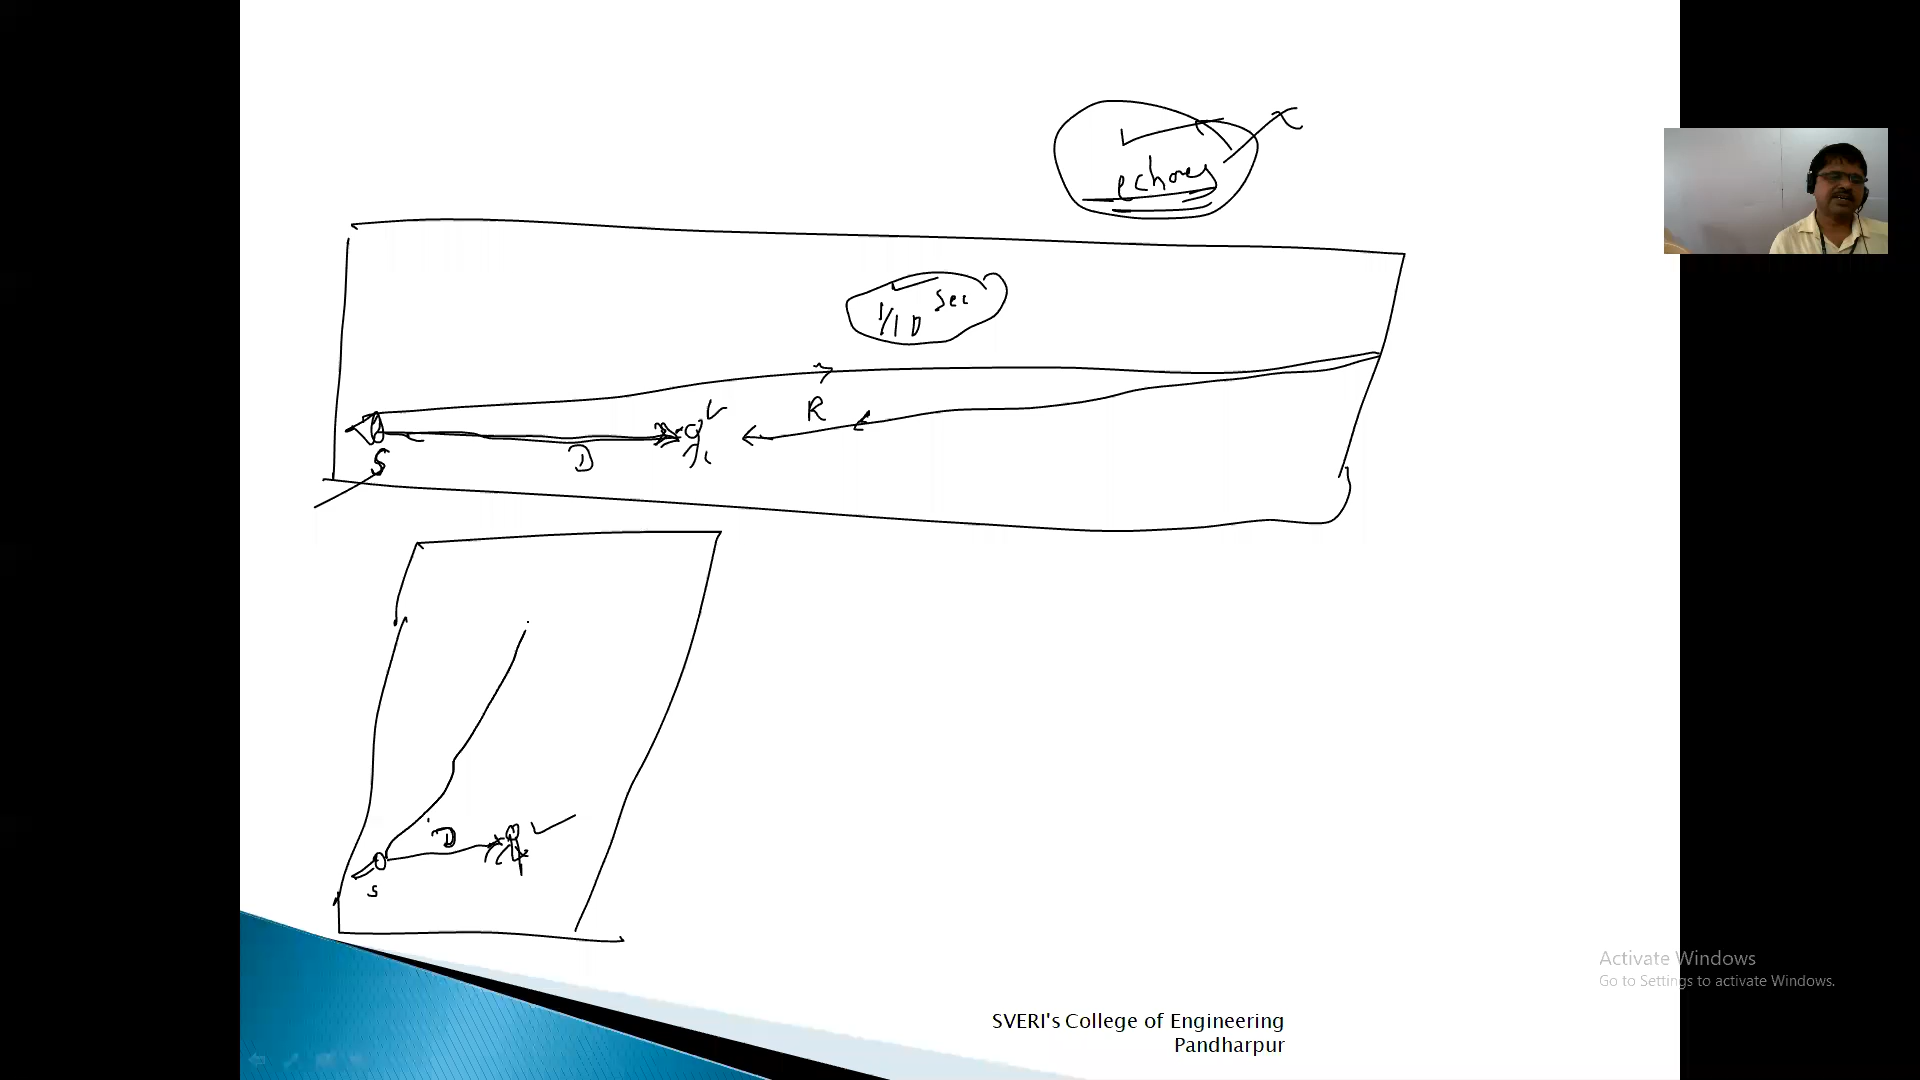 echoes
Sec
1/10
R
D
S
D
S
Activate Windows
Go to Settings to activate Windows.
SVERI's College of Engineering
Pandharpur